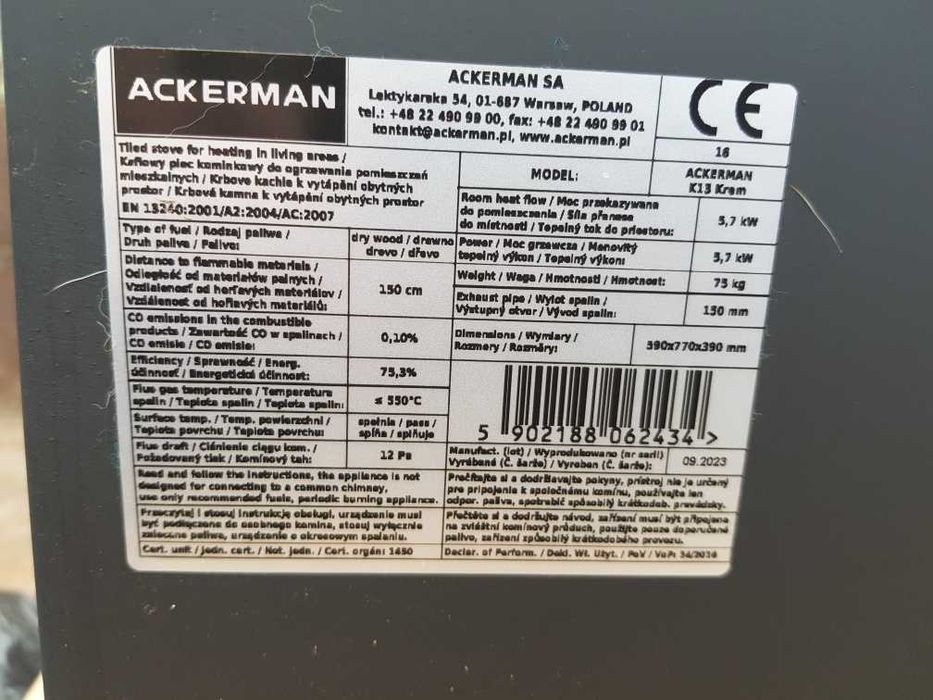 ACKERMAN
ACKERMAN SA
Lektykarska 54, 01-687 Warsaw, POLAND
tel.: +48 22 490 99 00, fax: +48 22 490 99 01
kontakt@ackerman.pl, www.ackerman.pl
CE
16
Tiled stove for heating in living areas /
Kaflowy piec kominkowy do ogrzewania pomieszczeń
mieszkalnych / Krbove kachle k vytápění obytných
prostor / Krbová kamna k vytápění obytných prostor
EN 13240:2001/A2:2004/AC:2007
MODEL:
ACKERMAN
K13 Krem
Room heat flow / Moc przekazywana
do pomieszczenia / Síla přenese
do místnosti / Tepelný tok do priestoru:
5,7 kW
Type of fuel / Rodzaj paliwa /
Druh paliva / Palivo:
dry wood / drewno
drevo / dřevo
Power / Moc grzewcza / Menovitý
tepelný výkon / Tepelný výkon:
5,7 kW
Distance to flammable materials /
Odległość od materiałów palnych /
Vzdialenosť od horľavých materiálov /
Vzdálenost od hořlavých materiálů:
150 cm
Weight / Waga / Hmotnosti / Hmotnost:
75 kg
Exhaust pipe / Wylot spalin /
Výstupný otvor / Vývod spalin:
130 mm
CO emissions in the combustible
products / Zawartość CO w spalinach /
CO emisie / CO emisie:
0,10%
Dimensions / Wymiary /
Rozmery / Rozměry:
390x770x390 mm
Efficiency / Sprawność / Energ.
účinnosť / Energetická účinnost:
75,3%
Flue gas temperature / Temperatura
spalin / Teplota spalín / Teplota spalin:
≤ 550°C
Surface temp. / Temp. powierzchni /
Teplota povrchu / Teplota povrchu:
spełnia / pass /
spĺňa / splňuje
5 902188 062434 >
Flue draft / Ciśnienie ciągu kom. /
Požadovaný tlak / Komínový tah:
12 Pa
Manufact. (lot) / Wyprodukowano (nr serii)
Vyrábané (Č. šarže) / Vyroben (Č. šarže):
09.2023
Read and follow the instructions, the appliance is not
designed for connecting to a common chimney,
use only recommended fuels, periodic burning appliance.
Prečítajte si a dodržiavajte pokyny, prístroj nie je určený
pre pripojenie k spoločnému komínu, používajte len
odpor. paliva, spotrebič spôsobilý krátkodob. prevádzky.
Przeczytaj i stosuj instrukcję obsługi, urządzenie musi
być podłączone do osobnego komina, stosuj wyłącznie
zalecane paliwo, urządzenie o okresowym spalaniu.
Přečtěte si a dodržujte návod, zařízení musí být připojeno
na zvláštní komínový průduch, použijte pouze doporučené
palivo, zařízení způsobilý krátkodobého provozu.
Cert. unit / Jedn. cert. / Not. jedn. / Cert. orgán: 1450
Declar. of Perform. / Dekl. Wł. Użyt. / PoV / VoPr 34/2016